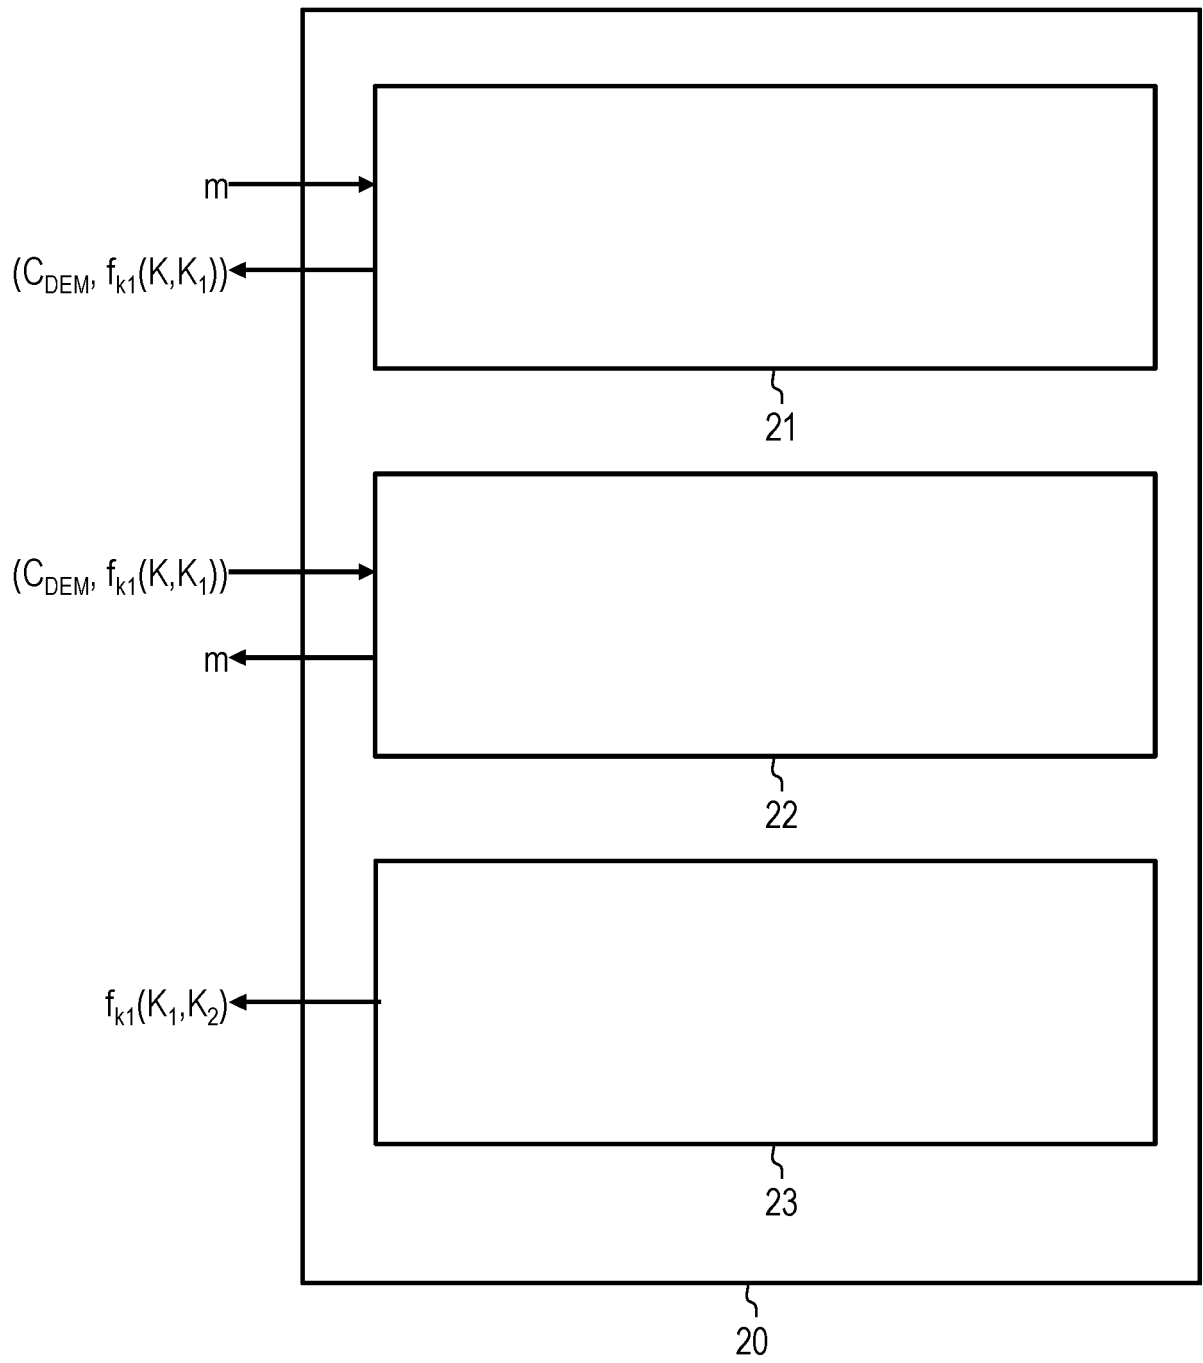 m
(C_DEM, f_k1(K,K_1))
21
(C_DEM, f_k1(K,K_1))
m
22
f_k1(K_1,K_2)
23
20